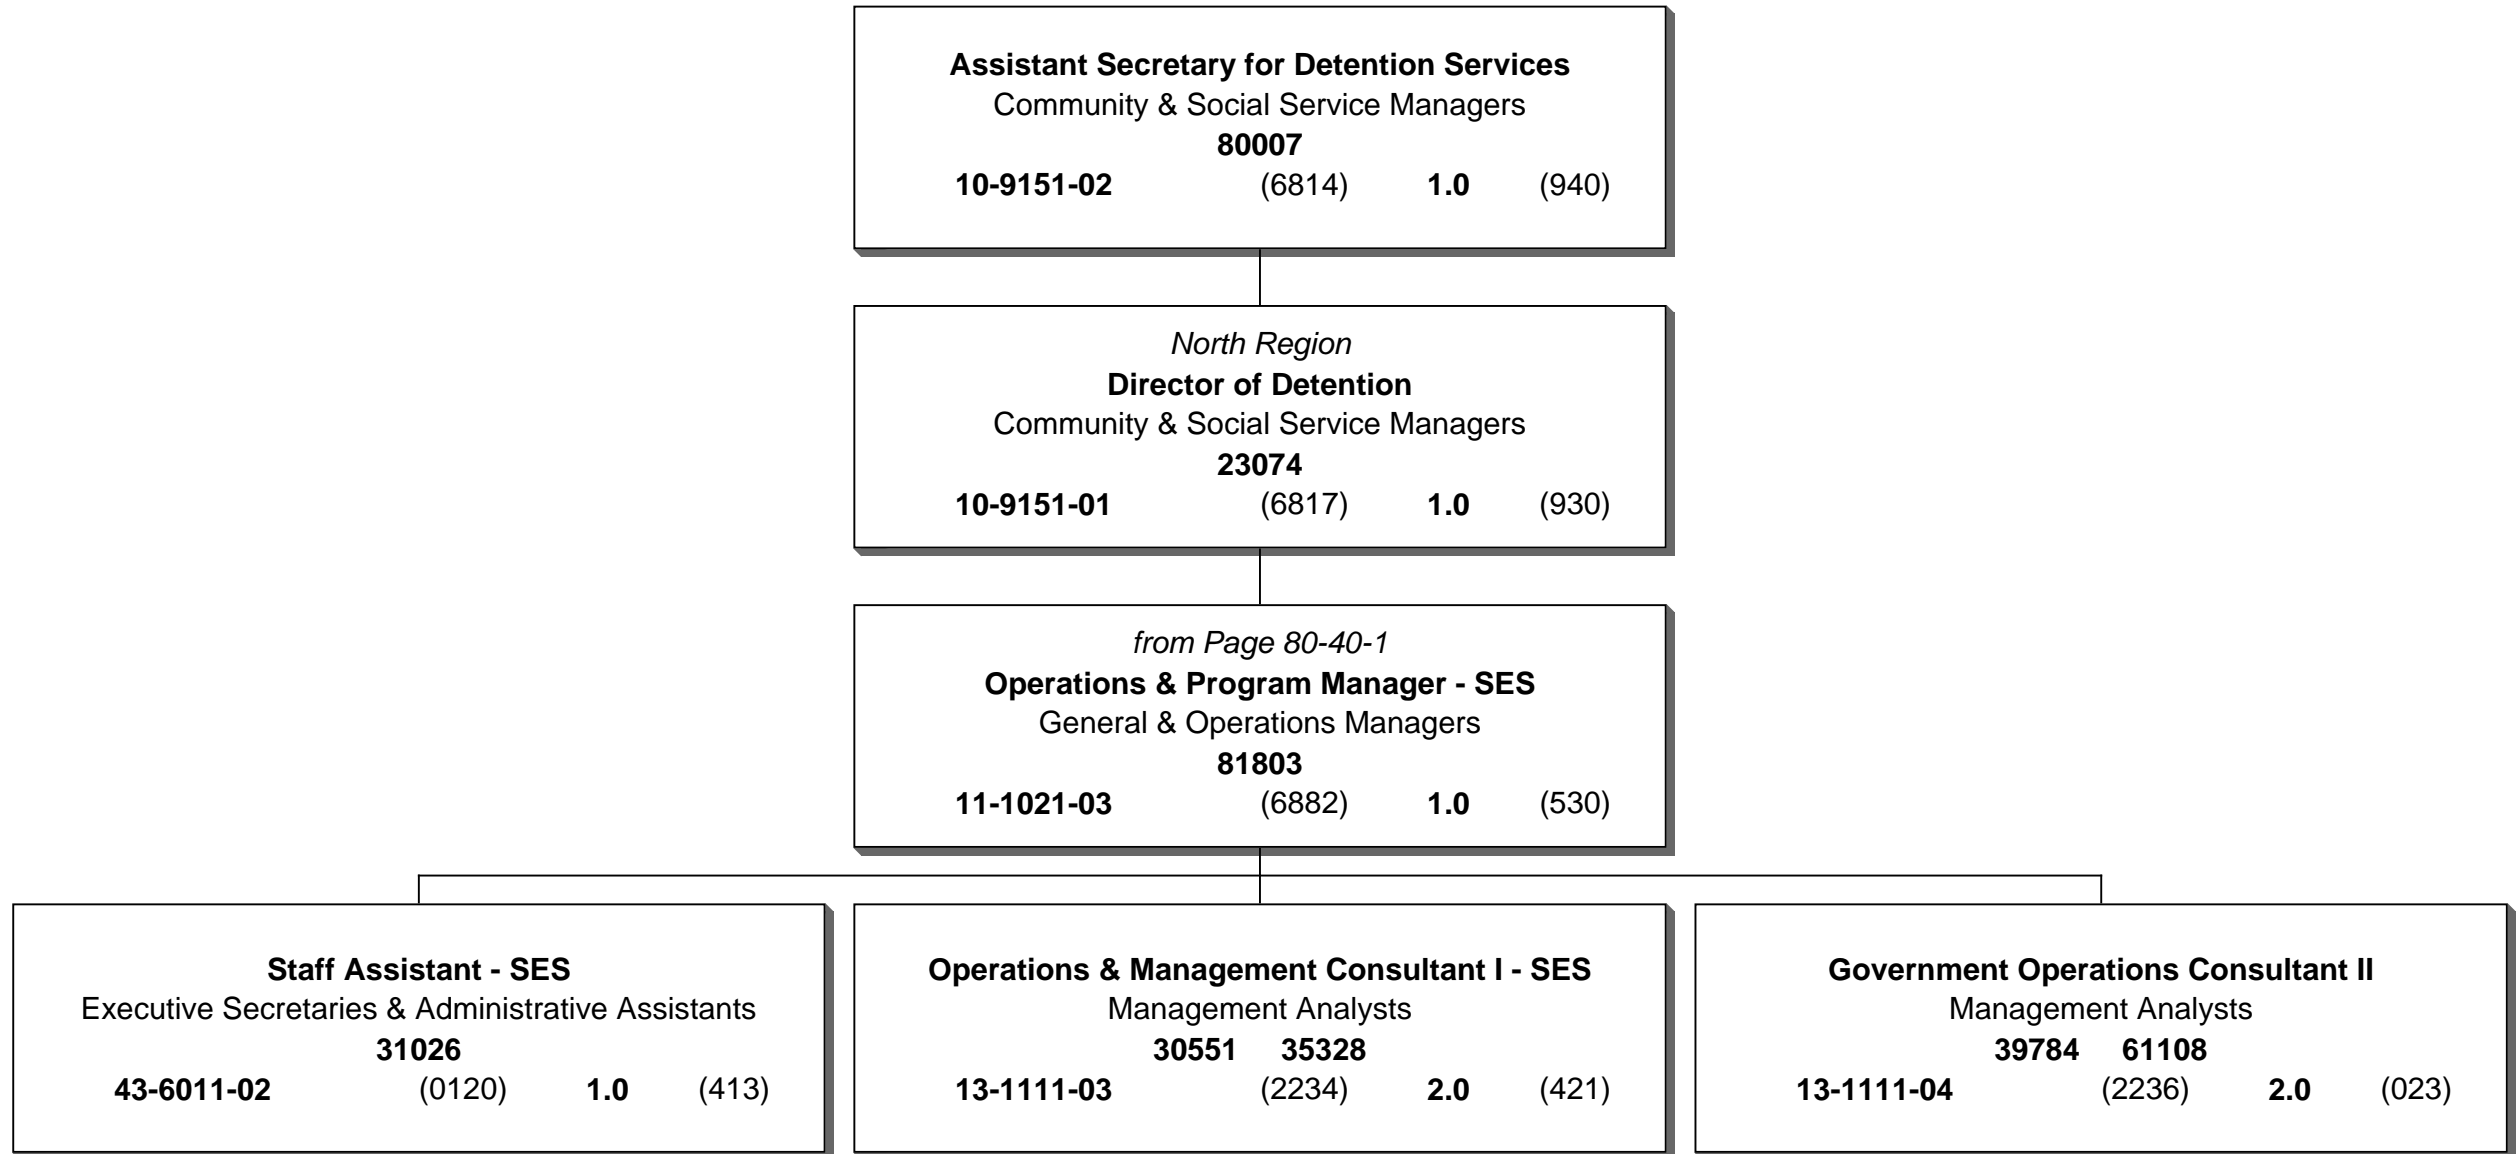 Assistant Secretary for Detention Services
Community & Social Service Managers
80007
10-9151-02 (6814) 1.0 (940)
North Region
Director of Detention
Community & Social Service Managers
23074
10-9151-01 (6817) 1.0 (930)
from Page 80-40-1
Operations & Program Manager - SES
General & Operations Managers
81803
11-1021-03 (6882) 1.0 (530)
Staff Assistant - SES
Executive Secretaries & Administrative Assistants
31026
43-6011-02 (0120) 1.0 (413)
Operations & Management Consultant I - SES
Management Analysts
30551 35328
13-1111-03 (2234) 2.0 (421)
Government Operations Consultant II
Management Analysts
39784 61108
13-1111-04 (2236) 2.0 (023)